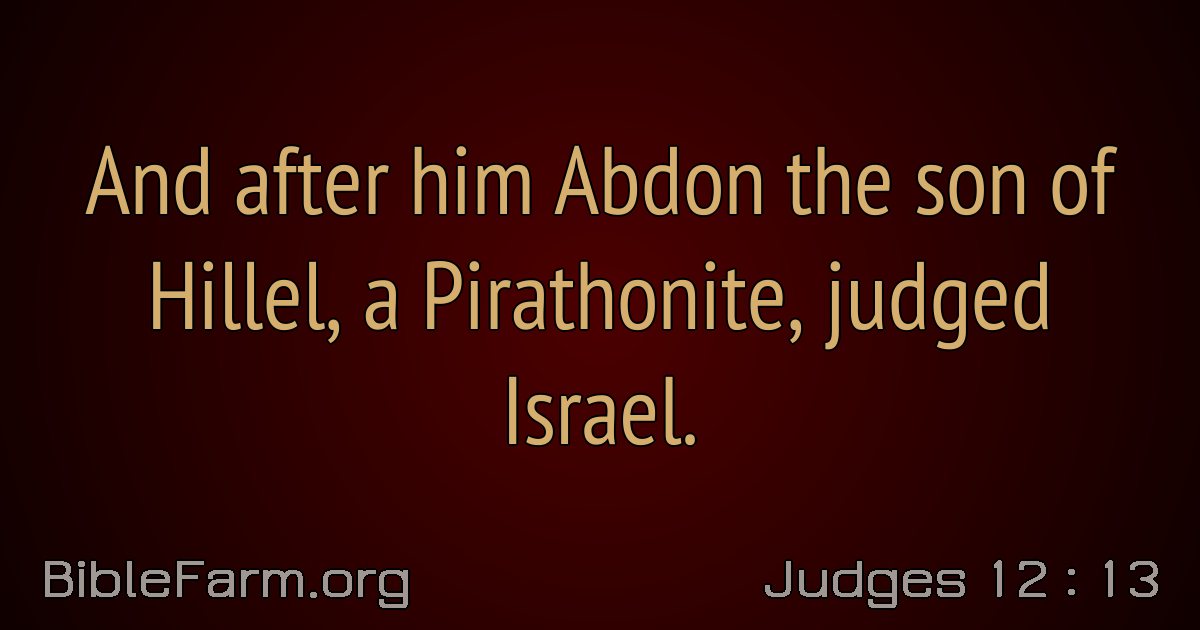 And after him Abdon the son of
Hillel, a Pirathonite, judged
Israel.
BibleFarm.org
Judges 12 : 13